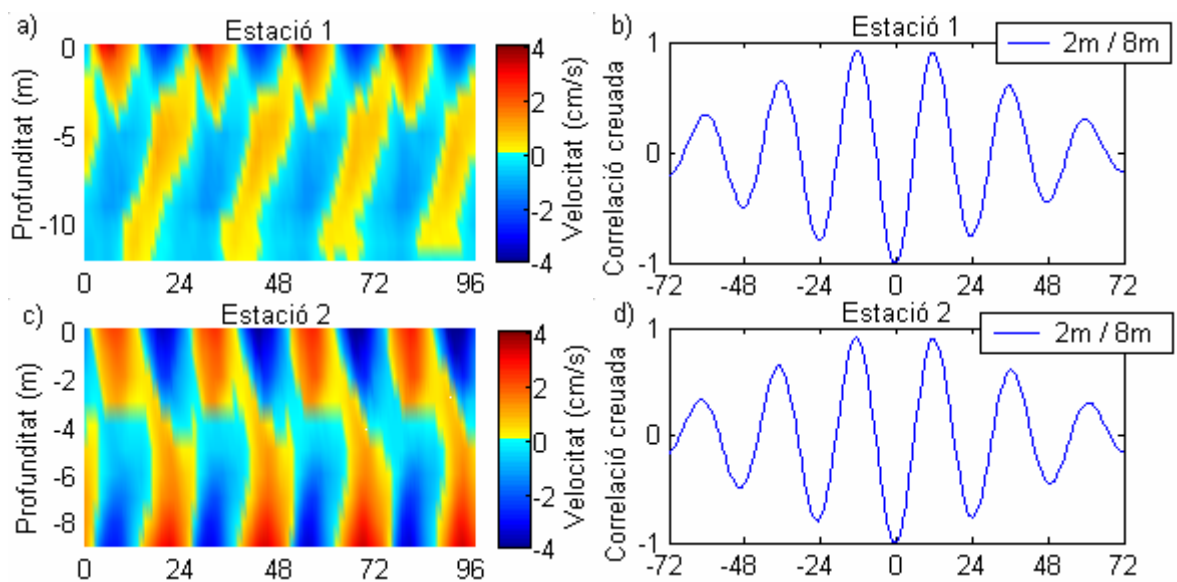 a)
Estació 1
Profunditat (m)
0
-5
-10
0 24 48 72 96
4
2
0
-2
-4
Velocitat (cm/s)
b)
Estació 1
2m / 8m
Correlació creuada
1
0
-1
-72 -48 -24 0 24 48 72
c)
Estació 2
Profunditat (m)
0
-2
-4
-6
-8
0 24 48 72 96
4
2
0
-2
-4
Velocitat (cm/s)
d)
Estació 2
2m / 8m
Correlació creuada
1
0
-1
-72 -48 -24 0 24 48 72